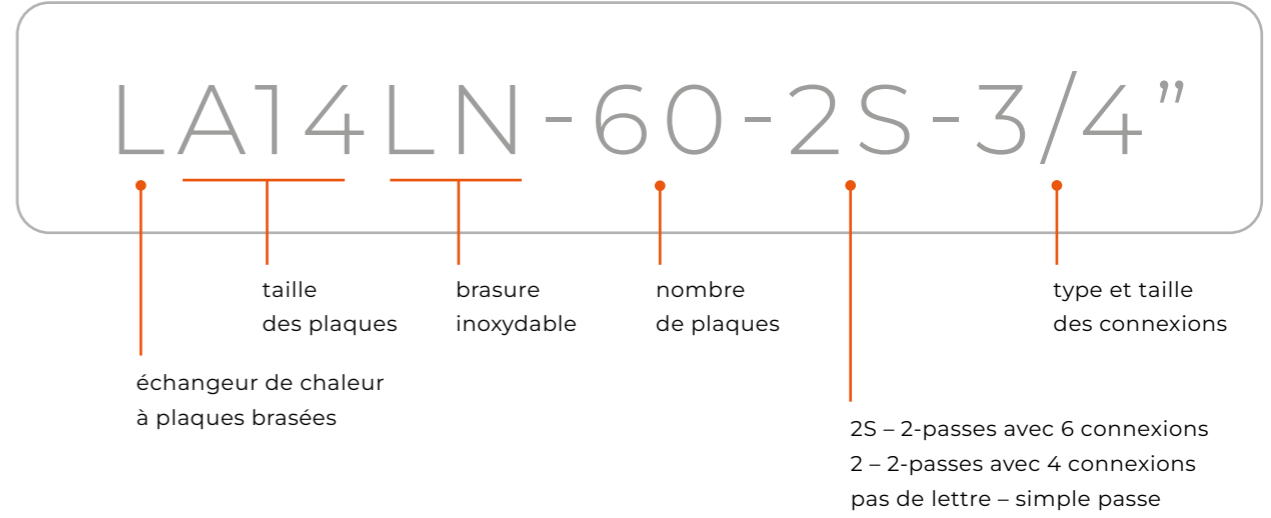 LA14LN-60-2S-3/4”
taille
des plaques
brasure
inoxydable
nombre
de plaques
type et taille
des connexions
échangeur de chaleur
à plaques brasées
2S – 2-passes avec 6 connexions
2 – 2-passes avec 4 connexions
pas de lettre – simple passe